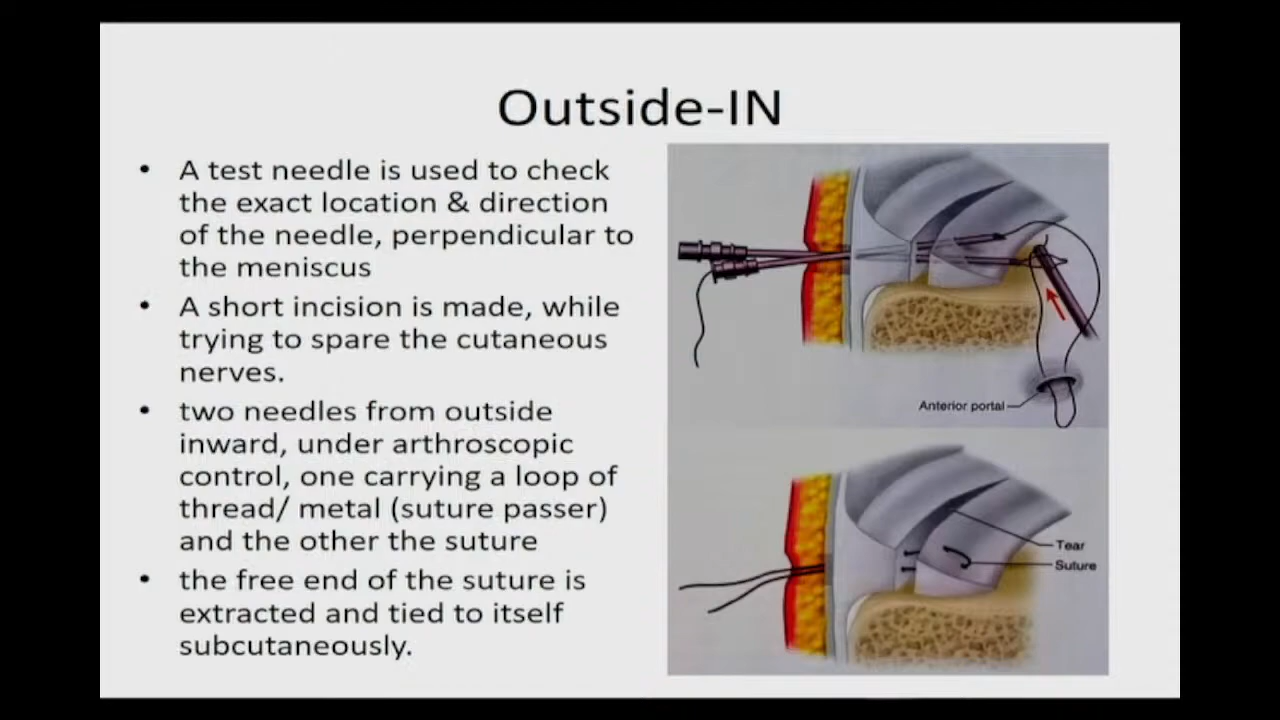 Outside-IN
• A test needle is used to check
the exact location & direction
of the needle, perpendicular to
the meniscus
• A short incision is made, while
trying to spare the cutaneous
nerves.
• two needles from outside
inward, under arthroscopic
control, one carrying a loop of
thread/ metal (suture passer)
and the other the suture
• the free end of the suture is
extracted and tied to itself
subcutaneously.
Anterior portal
Tear
Suture